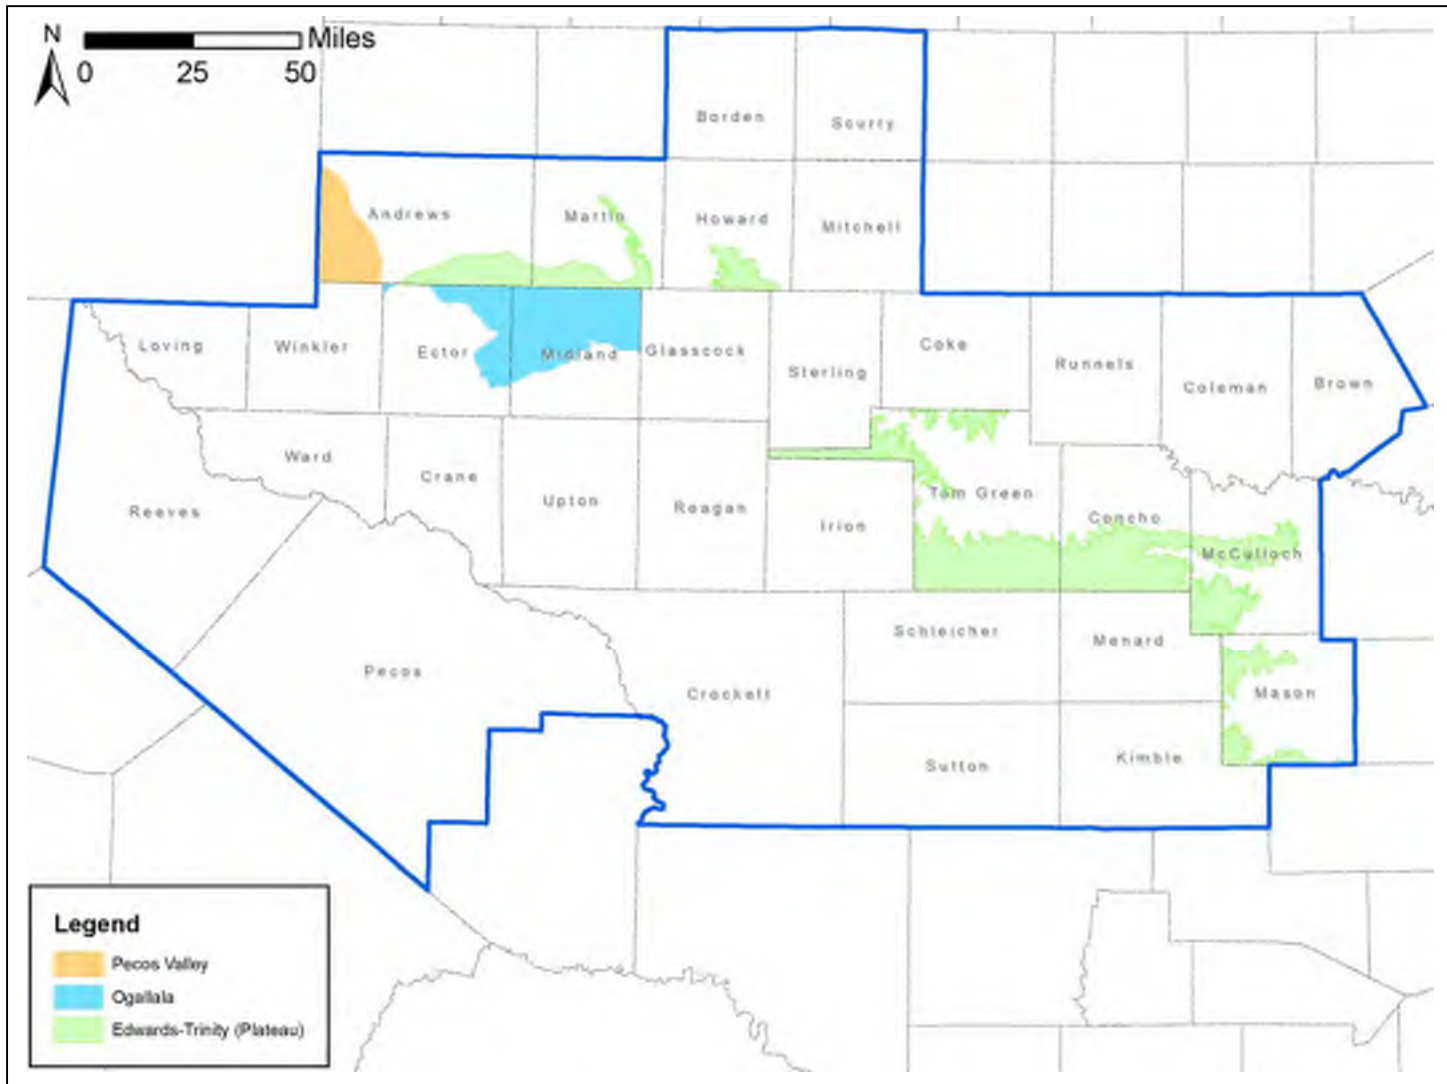 N
Miles
0 25 50
Borden
Scurry
Andrews
Martin
Howard
Mitchell
Loving
Winkler
Ector
Midland
Glasscock
Sterling
Coke
Runnels
Coleman
Brown
Ward
Crane
Upton
Reagan
Irion
Tom Green
Concho
McCulloch
Reeves
Pecos
Crockett
Schleicher
Menard
Mason
Sutton
Kimble
Legend
Pecos Valley
Ogallala
Edwards-Trinity (Plateau)